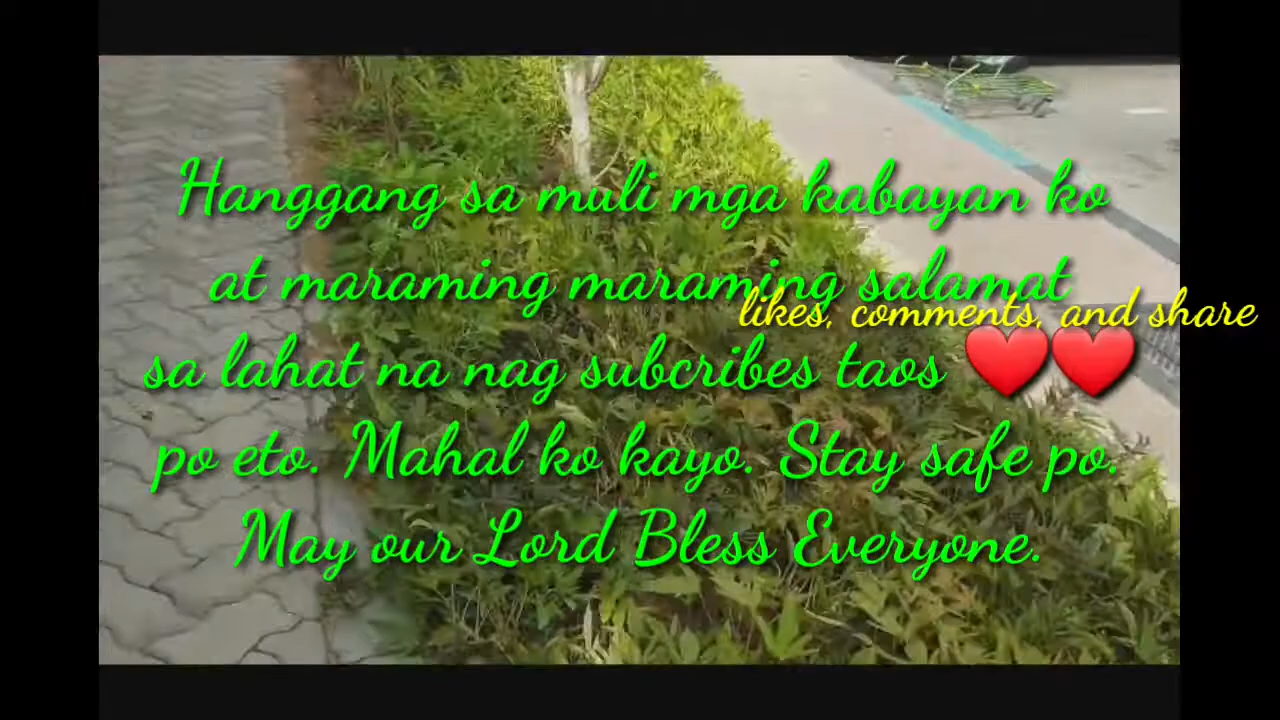 Hanggang sa muli mga kabayan ko
at maraming maraming salamat
likes, comments, and share
sa lahat na nag subcribes taos ❤️❤️
po eto. Mahal ko kayo. Stay safe po.
May our Lord Bless Everyone.